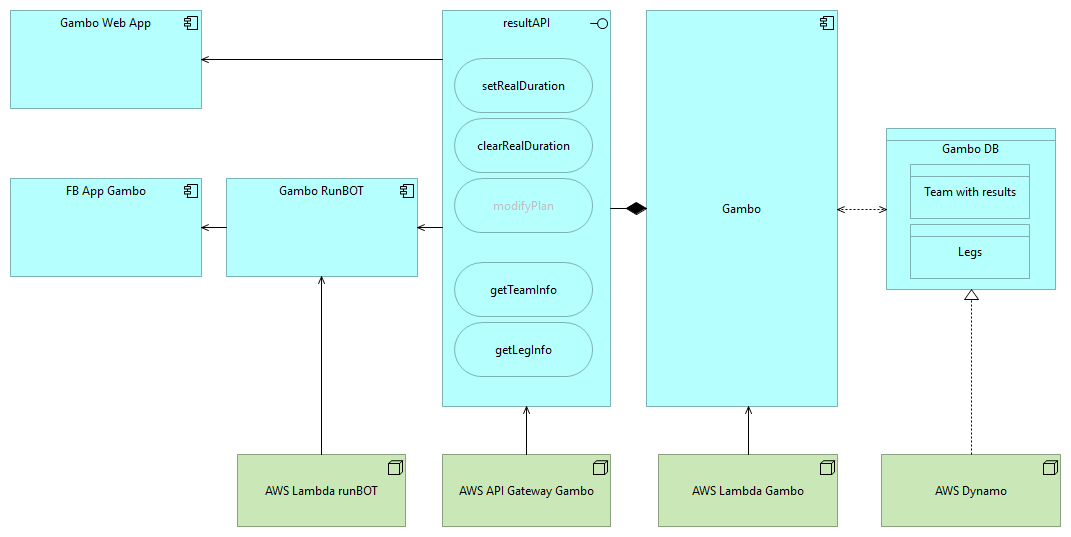 Gambo Web App
resultAPI
setRealDuration
clearRealDuration
modifyPlan
getTeamInfo
getLegInfo
Gambo
Gambo DB
Team with results
Legs
FB App Gambo
Gambo RunBOT
AWS Lambda runBOT
AWS API Gateway Gambo
AWS Lambda Gambo
AWS Dynamo